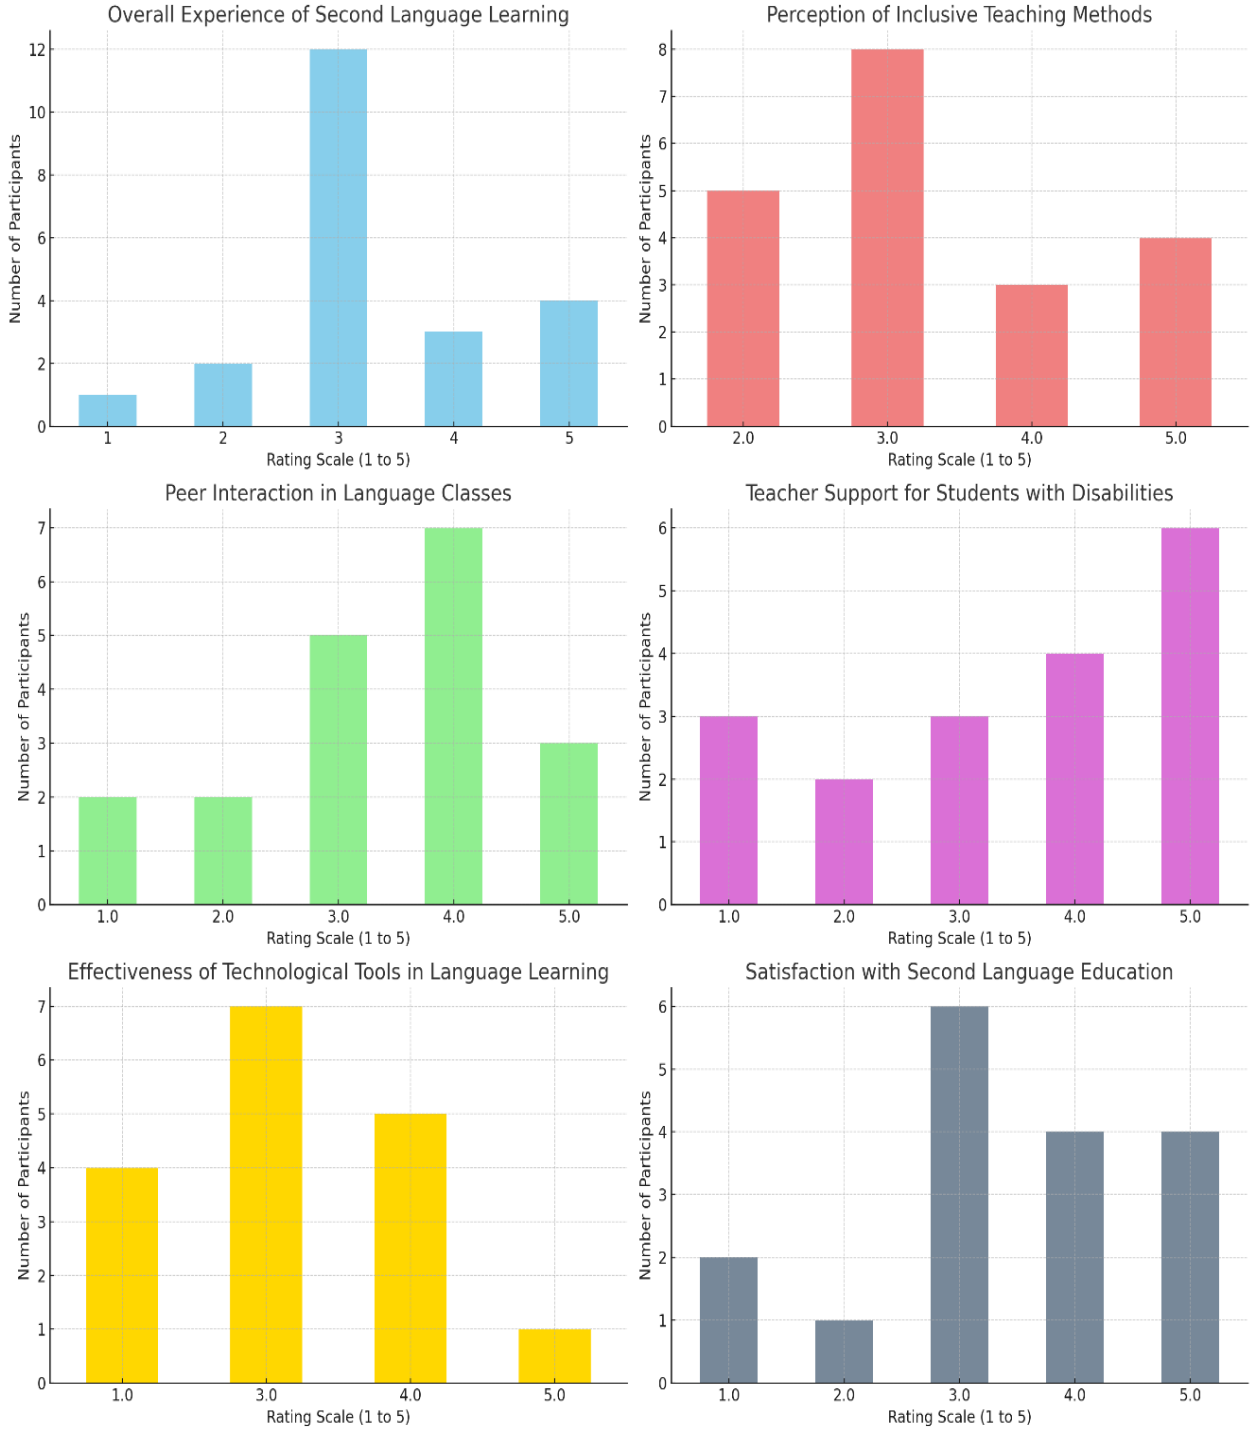 Overall Experience of Second Language Learning
Number of Participants
12
10
8
6
4
2
0
1 2 3 4 5
Rating Scale (1 to 5)
Perception of Inclusive Teaching Methods
Number of Participants
8
7
6
5
4
3
2
1
0
2.0 3.0 4.0 5.0
Rating Scale (1 to 5)
Peer Interaction in Language Classes
Number of Participants
7
6
5
4
3
2
1
0
1.0 2.0 3.0 4.0 5.0
Rating Scale (1 to 5)
Teacher Support for Students with Disabilities
Number of Participants
6
5
4
3
2
1
0
1.0 2.0 3.0 4.0 5.0
Rating Scale (1 to 5)
Effectiveness of Technological Tools in Language Learning
Number of Participants
7
6
5
4
3
2
1
0
1.0 3.0 4.0 5.0
Rating Scale (1 to 5)
Satisfaction with Second Language Education
Number of Participants
6
5
4
3
2
1
0
1.0 2.0 3.0 4.0 5.0
Rating Scale (1 to 5)